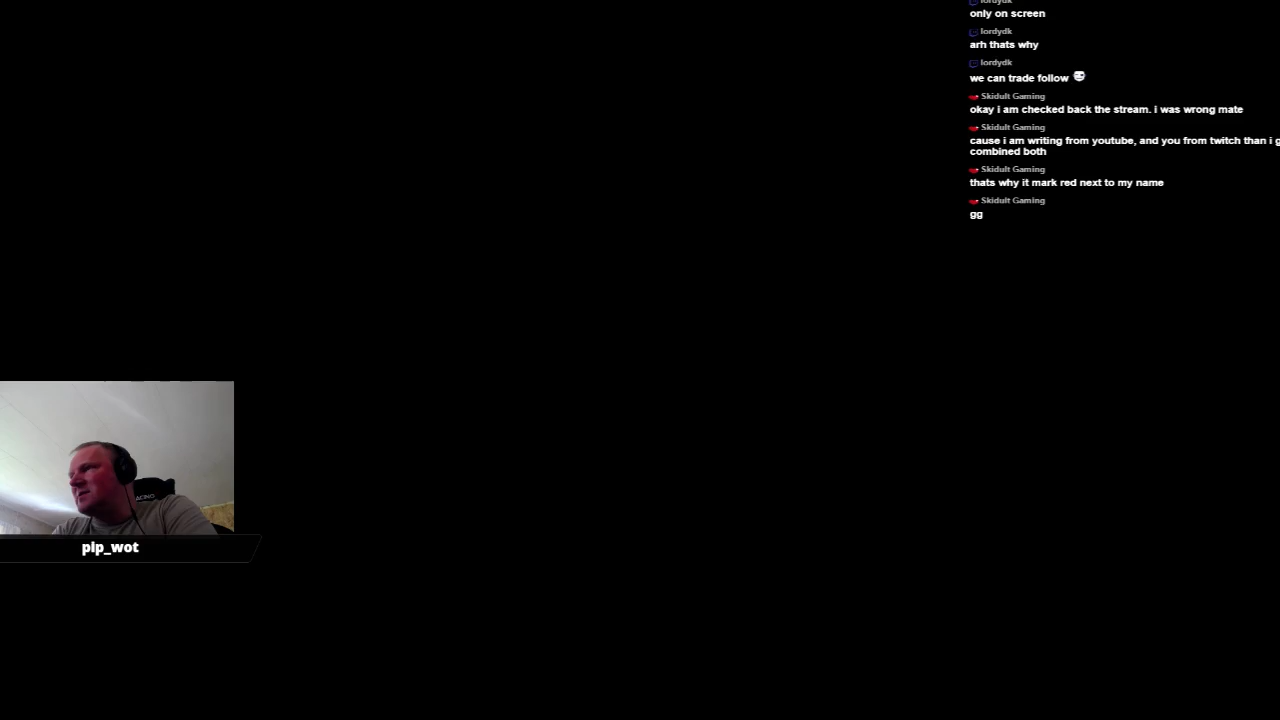 lordydk
only on screen
lordydk
arh thats why
lordydk
we can trade follow
Skidult Gaming
okay i am checked back the stream. i was wrong mate
Skidult Gaming
cause i am writing from youtube, and you from twitch than i g
combined both
Skidult Gaming
thats why it mark red next to my name
Skidult Gaming
gg
ACING
plp_wot